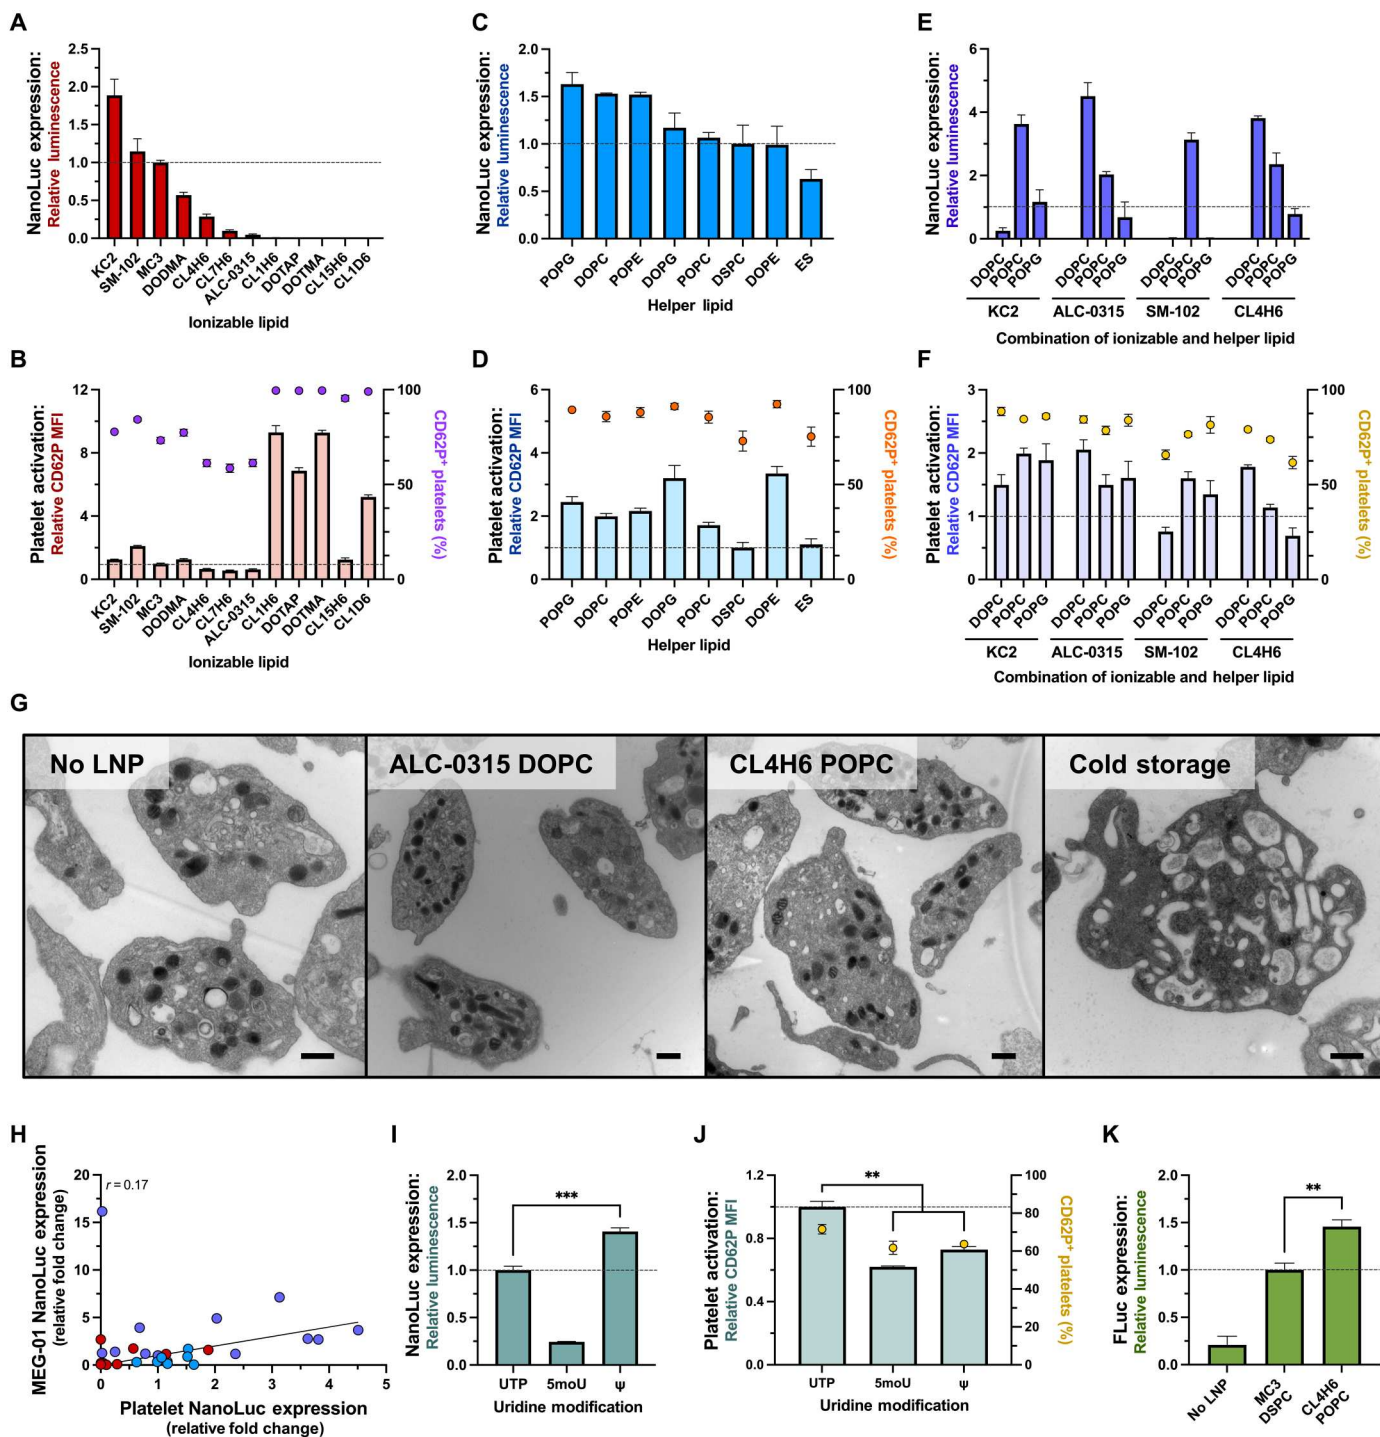 A
NanoLuc expression:
Relative luminescence
2.5
2.0
1.5
1.0
0.5
0.0
KC2
SM-102
MC3
DODMA
CL4H6
CL7H6
ALC-0315
CL1H6
DOTAP
DOTMA
CL15H6
CL1D6
Ionizable lipid
C
NanoLuc expression:
Relative luminescence
2.0
1.5
1.0
0.5
0.0
POPG
DOPC
POPE
DOPG
POPC
DSPC
DOPE
ES
Helper lipid
E
NanoLuc expression:
Relative luminescence
6
4
2
0
DOPC
POPC
POPG
DOPC
POPC
POPG
DOPC
POPC
POPG
DOPC
POPC
POPG
KC2 ALC-0315 SM-102 CL4H6
Combination of ionizable and helper lipid
B
Platelet activation:
Relative CD62P MFI
12
8
4
0
100
50
0
CD62P+ platelets (%)
KC2
SM-102
MC3
DODMA
CL4H6
CL7H6
ALC-0315
CL1H6
DOTAP
DOTMA
CL15H6
CL1D6
Ionizable lipid
D
Platelet activation:
Relative CD62P MFI
6
4
2
0
100
50
0
CD62P+ platelets (%)
POPG
DOPC
POPE
DOPG
POPC
DSPC
DOPE
ES
Helper lipid
F
Platelet activation:
Relative CD62P MFI
3
2
1
0
100
50
0
CD62P+ platelets (%)
DOPC
POPC
POPG
DOPC
POPC
POPG
DOPC
POPC
POPG
DOPC
POPC
POPG
KC2 ALC-0315 SM-102 CL4H6
Combination of ionizable and helper lipid
G
No LNP
ALC-0315 DOPC
CL4H6 POPC
Cold storage
H
MEG-01 NanoLuc expression
(relative fold change)
20
15
10
5
0
r = 0.17
0 1 2 3 4 5
Platelet NanoLuc expression
(relative fold change)
I
NanoLuc expression:
Relative luminescence
2.0
1.5
1.0
0.5
0.0
***
UTP 5moU ψ
Uridine modification
J
Platelet activation:
Relative CD62P MFI
1.2
0.8
0.4
0.0
**
100
80
60
40
20
0
CD62P+ platelets (%)
UTP 5moU ψ
Uridine modification
K
FLuc expression:
Relative luminescence
2.0
1.5
1.0
0.5
0.0
**
No LNP
MC3
DSPC
CL4H6
POPC